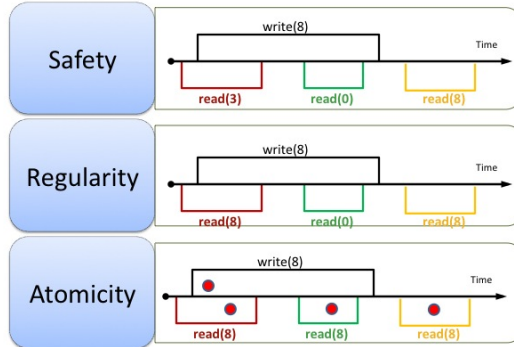 Safety
write(8)
Time
read(3) read(0) read(8)
Regularity
write(8)
Time
read(8) read(0) read(8)
Atomicity
write(8)
Time
read(8) read(8) read(8)